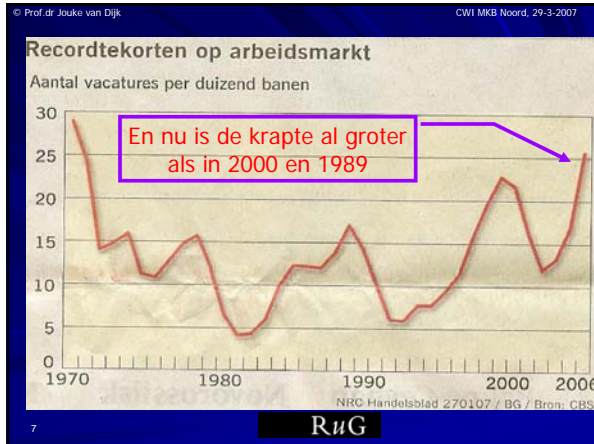 © Prof.dr Jouke van Dijk
CWI MKB Noord, 29-3-2007
Recordtekorten op arbeidsmarkt
Aantal vacatures per duizend banen
30
En nu is de krapte al groter
als in 2000 en 1989
25
20
15
10
5
0
1970 1980 1990 2000 2006
NRC Handelsblad 270107 / BG / Bron: CBS
7
RuG